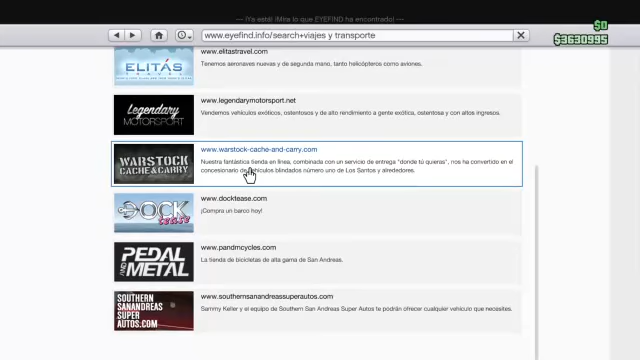 — ¡Ya está! ¡Mira lo que EYEFIND ha encontrado! —
www.eyefind.info/search+viajes y transporte
$0
$3630995
ELITÁS
TRAVEL
www.elitastravel.com
Tenemos aeronaves nuevas y de segunda mano, tanto helicópteros como aviones.
Legendary
MOTORSPORT
www.legendarymotorsport.net
Vendemos vehículos exóticos, ostentosos y de alto rendimiento a gente exótica, ostentosa y con altos ingresos.
WARSTOCK
CACHE & CARRY
www.warstock-cache-and-carry.com
Nuestra fantástica tienda en línea, combinada con un servicio de entrega "donde tú quieras", nos ha convertido en el
concesionario de vehículos blindados número uno de Los Santos y alrededores.
DOCK
tease
www.docktease.com
¡Compra un barco hoy!
PEDAL
AND METAL
www.pandmcycles.com
La tienda de bicicletas de alta gama de San Andreas.
SOUTHERN
SANANDREAS
SUPER
AUTOS.COM
www.southernsanandreassuperautos.com
Sammy Keller y el equipo de Southern San Andreas Super Autos te podrán ofrecer cualquier vehículo que necesites.